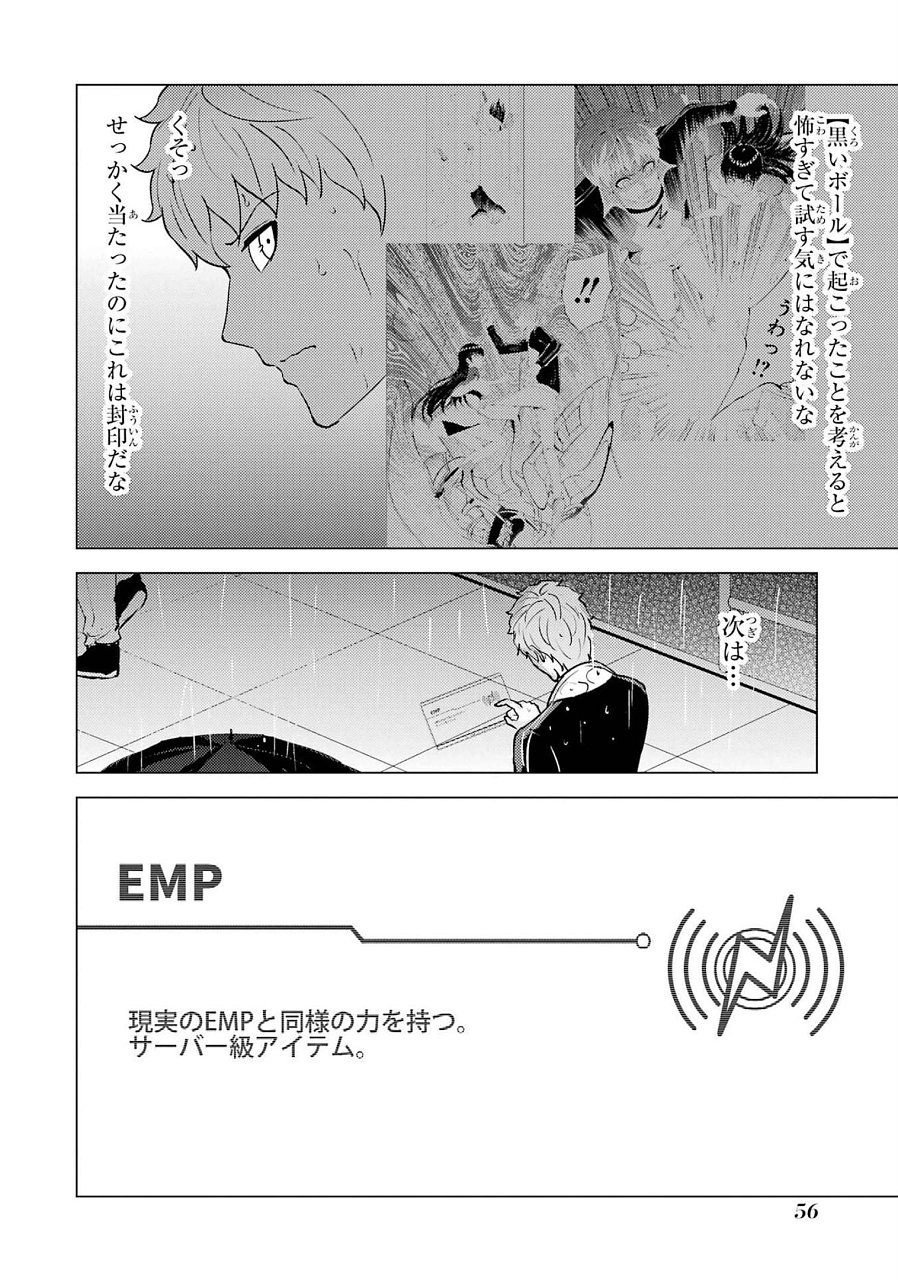 【黒いボール】で起こったことを考えると
怖すぎて試す気にはなれないな
うわっ!?
!!
くそっ
せっかく当たったのにこれは封印だな
次は…
EMP
EMP
現実のEMPと同様の力を持つ。
サーバー級アイテム。
56